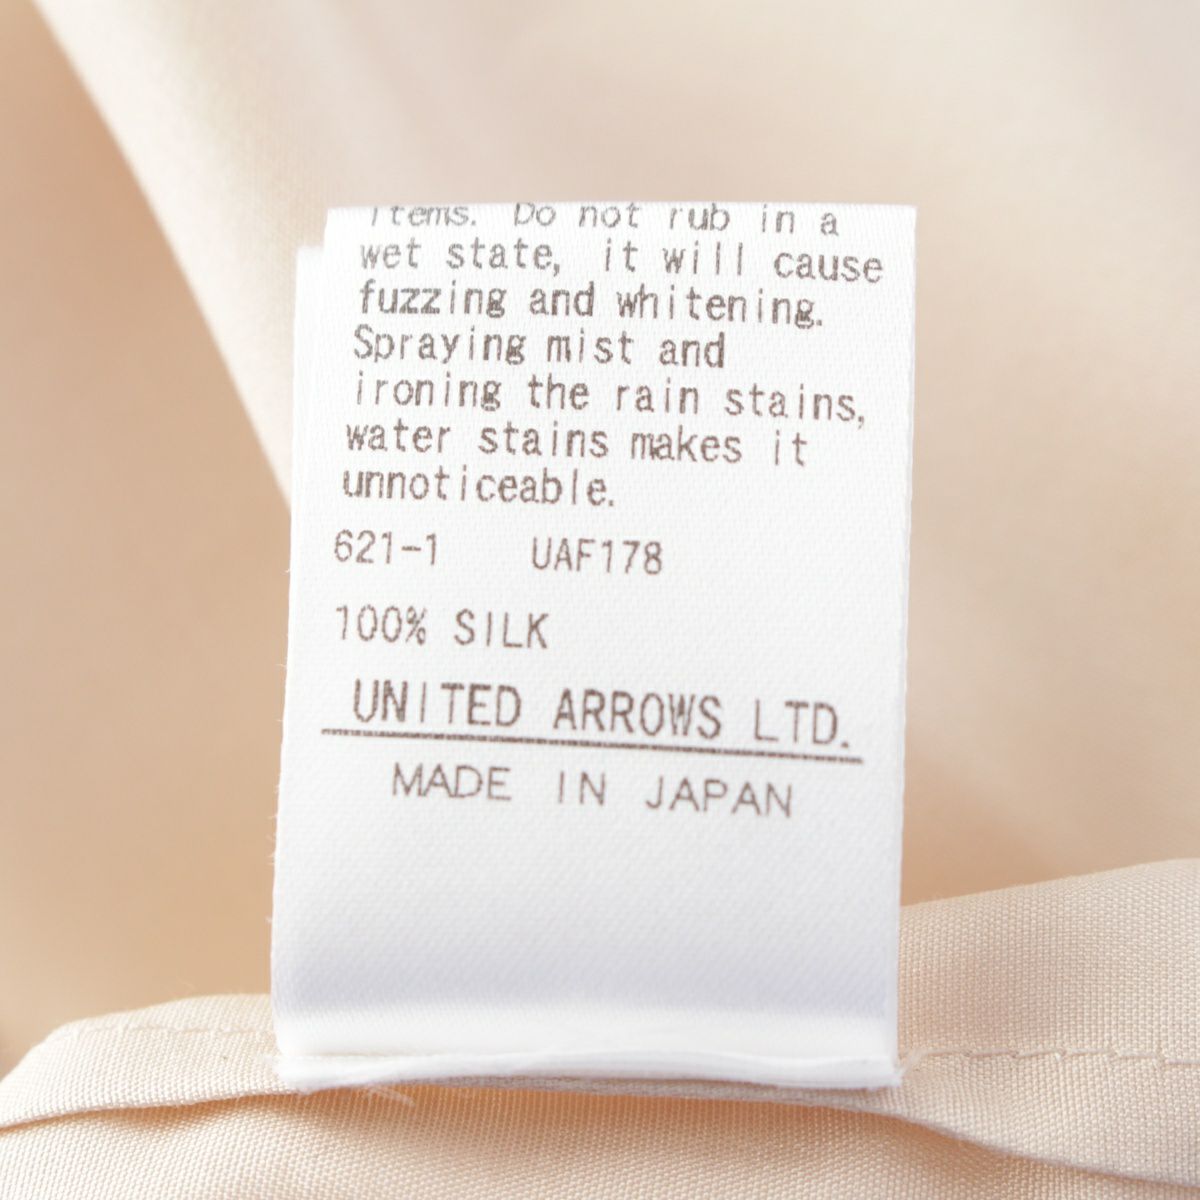 items. Do not rub in a
wet state, it will cause
fuzzing and whitening.
Spraying mist and
ironing the rain stains,
water stains makes it
unnoticeable.
621-1 UAF178
100% SILK
UNITED ARROWS LTD.
MADE IN JAPAN